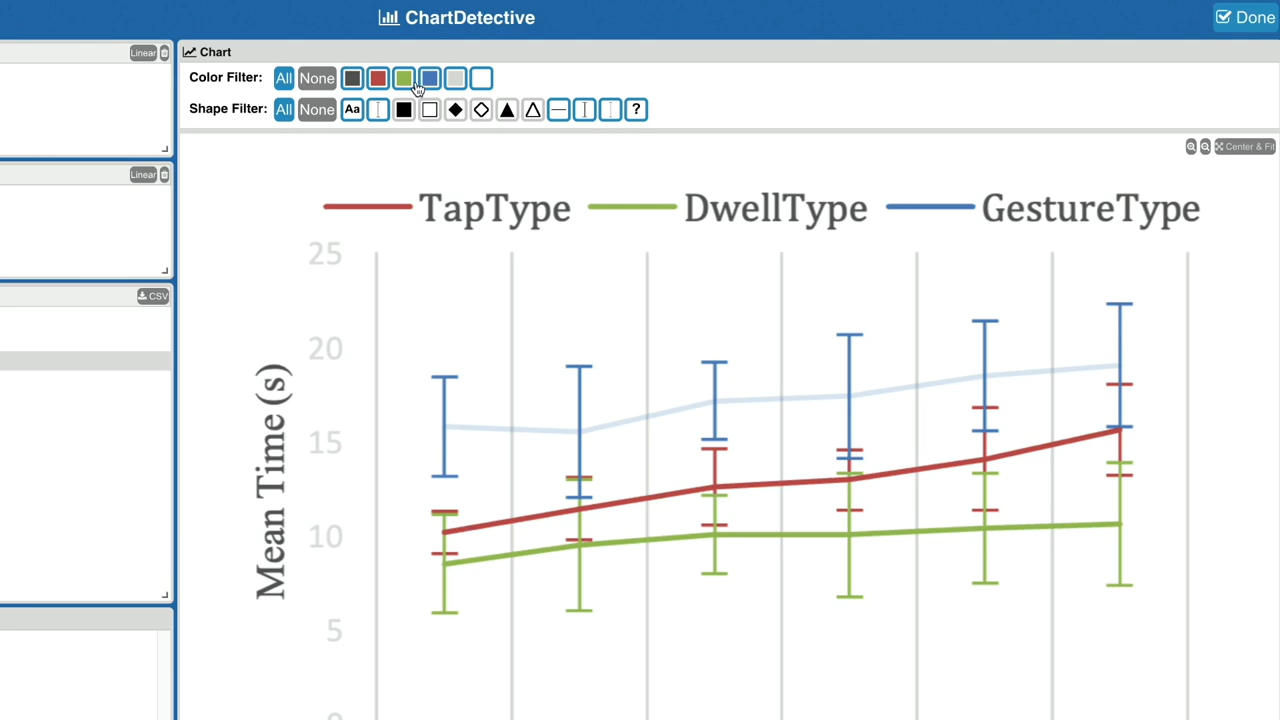 ChartDetective
Done
Linear
Chart
Color Filter: All None
Shape Filter: All None Aa ?
Center & Fit
Linear
TapType DwellType GestureType
25
20
CSV
15
10
5
0
Mean Time (s)